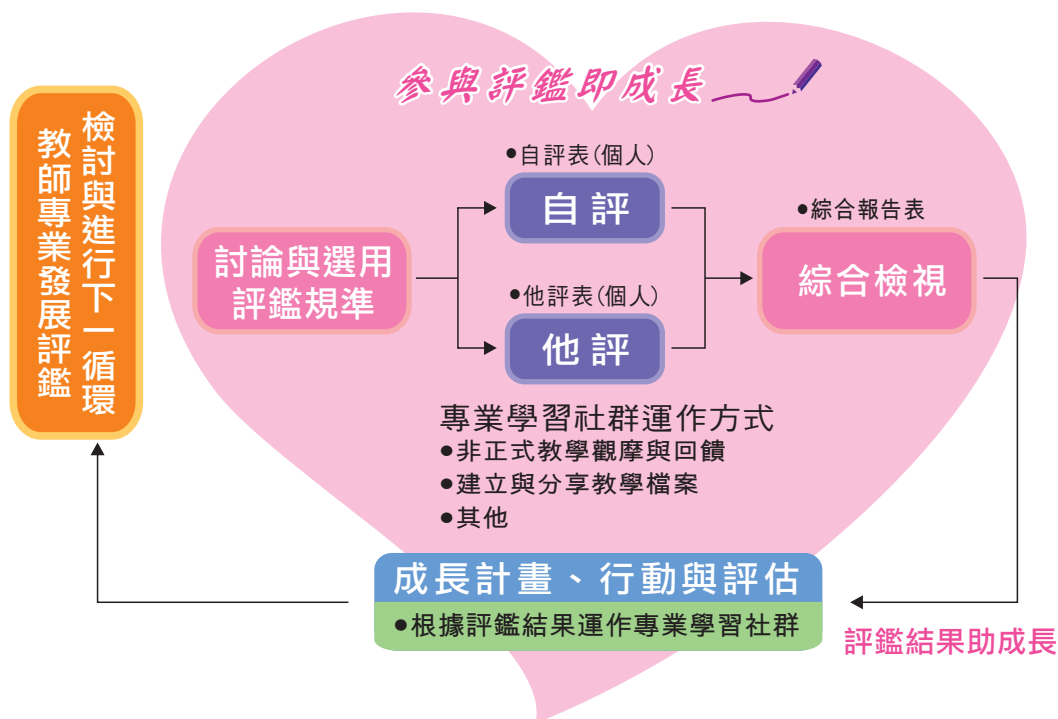 參與評鑑即成長
檢討與進行下一循環
教師專業發展評鑑
討論與選用
評鑑規準
●自評表(個人)
自評
●他評表(個人)
他評
●綜合報告表
綜合檢視
專業學習社群運作方式
●非正式教學觀摩與回饋
●建立與分享教學檔案
●其他
成長計畫、行動與評估
●根據評鑑結果運作專業學習社群
評鑑結果助成長